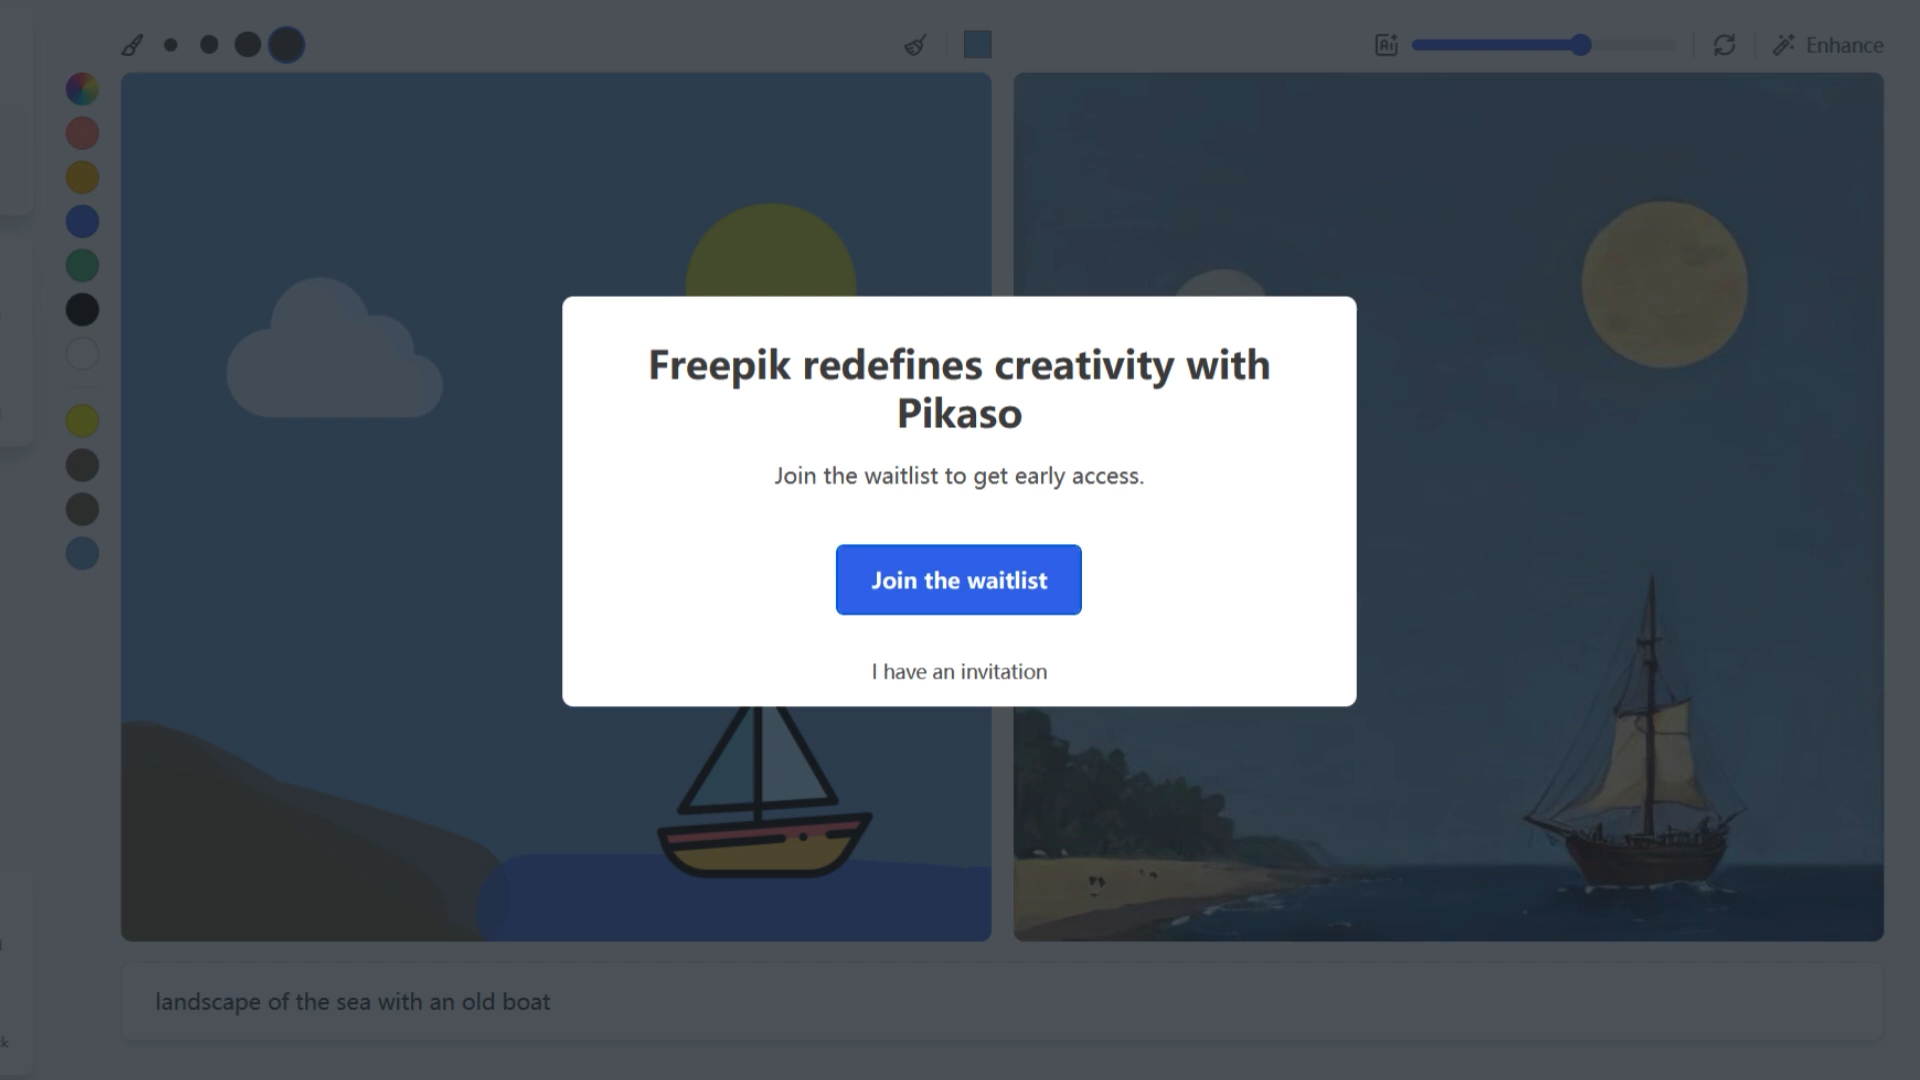 Enhance
Freepik redefines creativity with
Pikaso
Join the waitlist to get early access.
Join the waitlist
I have an invitation
landscape of the sea with an old boat